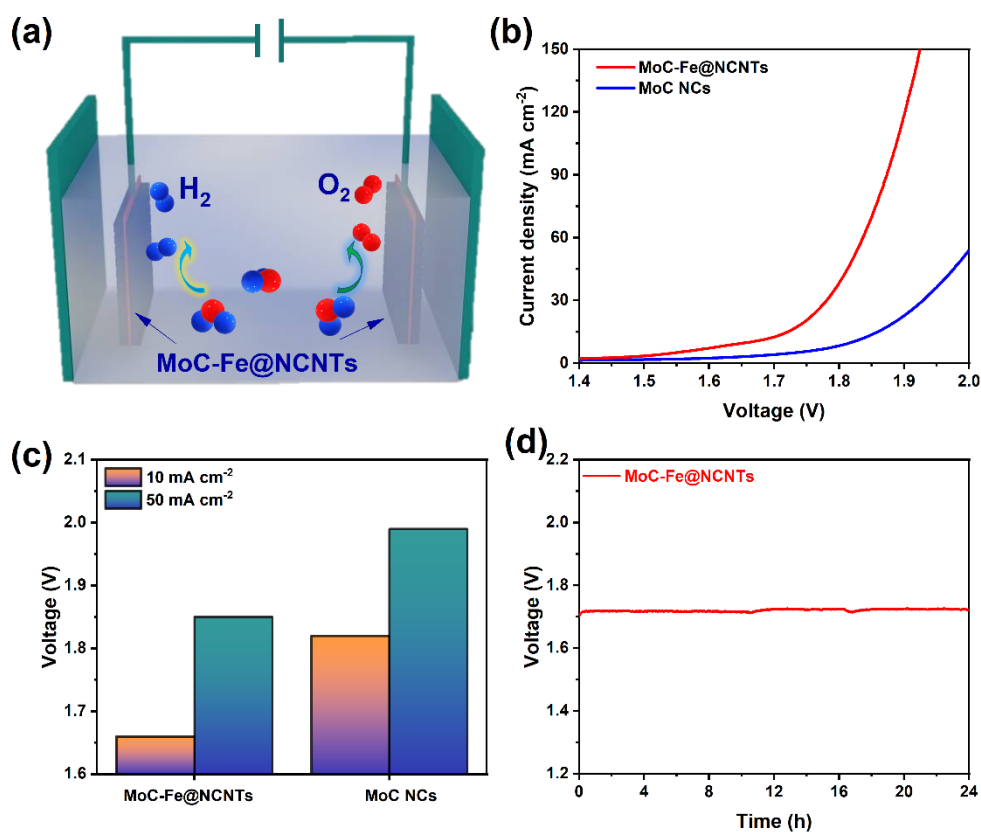 (a)
H₂
O₂
MoC-Fe@NCNTs
(b)
MoC-Fe@NCNTs
MoC NCs
Current density (mA cm⁻²)
150
120
90
60
30
0
1.4 1.5 1.6 1.7 1.8 1.9 2.0
Voltage (V)
(c)
10 mA cm⁻²
50 mA cm⁻²
Voltage (V)
2.1
2.0
1.9
1.8
1.7
1.6
MoC-Fe@NCNTs MoC NCs
(d)
MoC-Fe@NCNTs
Voltage (V)
2.2
2.0
1.8
1.6
1.4
1.2
0 4 8 12 16 20 24
Time (h)